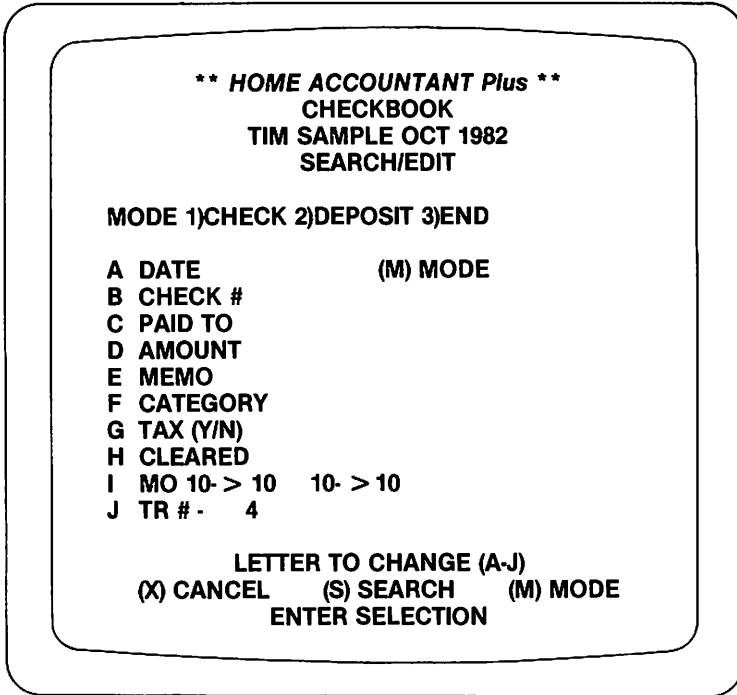 ** HOME ACCOUNTANT Plus **
CHECKBOOK
TIM SAMPLE OCT 1982
SEARCH/EDIT
MODE 1)CHECK 2)DEPOSIT 3)END
A DATE (M) MODE
B CHECK #
C PAID TO
D AMOUNT
E MEMO
F CATEGORY
G TAX (Y/N)
H CLEARED
I MO 10- > 10 10- > 10
J TR # - 4
LETTER TO CHANGE (A-J)
(X) CANCEL (S) SEARCH (M) MODE
ENTER SELECTION